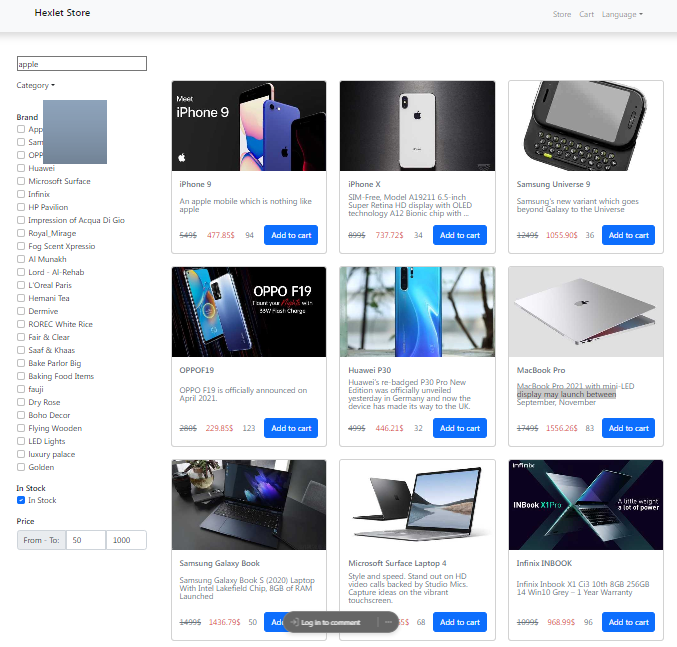 Hexlet Store
Store
Cart
Language
apple
Category
Brand
App
Sam
OPP
Huawei
Microsoft Surface
Infinix
HP Pavilion
Impression of Acqua Di Gio
Royal_Mirage
Fog Scent Xpressio
Al Munakh
Lord - Al-Rehab
L'Oreal Paris
Hemani Tea
Dermive
ROREC White Rice
Fair & Clear
Saaf & Khaas
Bake Parlor Big
Baking Food Items
fauji
Dry Rose
Boho Decor
Flying Wooden
LED Lights
luxury palace
Golden
In Stock
In Stock
Price
From - To:
50
1000
Meet
iPhone 9
iPhone 9
An apple mobile which is nothing like
apple
549$ 477.85$ 94 Add to cart
iPhone X
SIM-Free, Model A19211 6.5-inch
Super Retina HD display with OLED
technology A12 Bionic chip with ...
899$ 737.72$ 34 Add to cart
Samsung Universe 9
Samsung's new variant which goes
beyond Galaxy to the Universe
1249$ 1055.90$ 36 Add to cart
OPPO F19
Flaunt your Nights with
33W Flash Charge
OPPOF19
OPPO F19 is officially announced on
April 2021.
280$ 229.85$ 123 Add to cart
Huawei P30
Huawei's re-badged P30 Pro New
Edition was officially unveiled
yesterday in Germany and now the
device has made its way to the UK.
499$ 446.21$ 32 Add to cart
MacBook Pro
MacBook Pro 2021 with mini-LED
display may launch between
September, November
1749$ 1556.26$ 83 Add to cart
Samsung Galaxy Book
Samsung Galaxy Book S (2020) Laptop
With Intel Lakefield Chip, 8GB of RAM
Launched
1499$ 1436.79$ 50 Ad
Microsoft Surface Laptop 4
Style and speed. Stand out on HD
video calls backed by Studio Mics.
Capture ideas on the vibrant
touchscreen.
5$ 68 Add to cart
Infinix
INBook X1 Pro
A little weight
a lot of power
Infinix INBOOK
Infinix Inbook X1 Ci3 10th 8GB 256GB
14 Win10 Grey – 1 Year Warranty
1099$ 968.99$ 96 Add to cart
Log in to comment